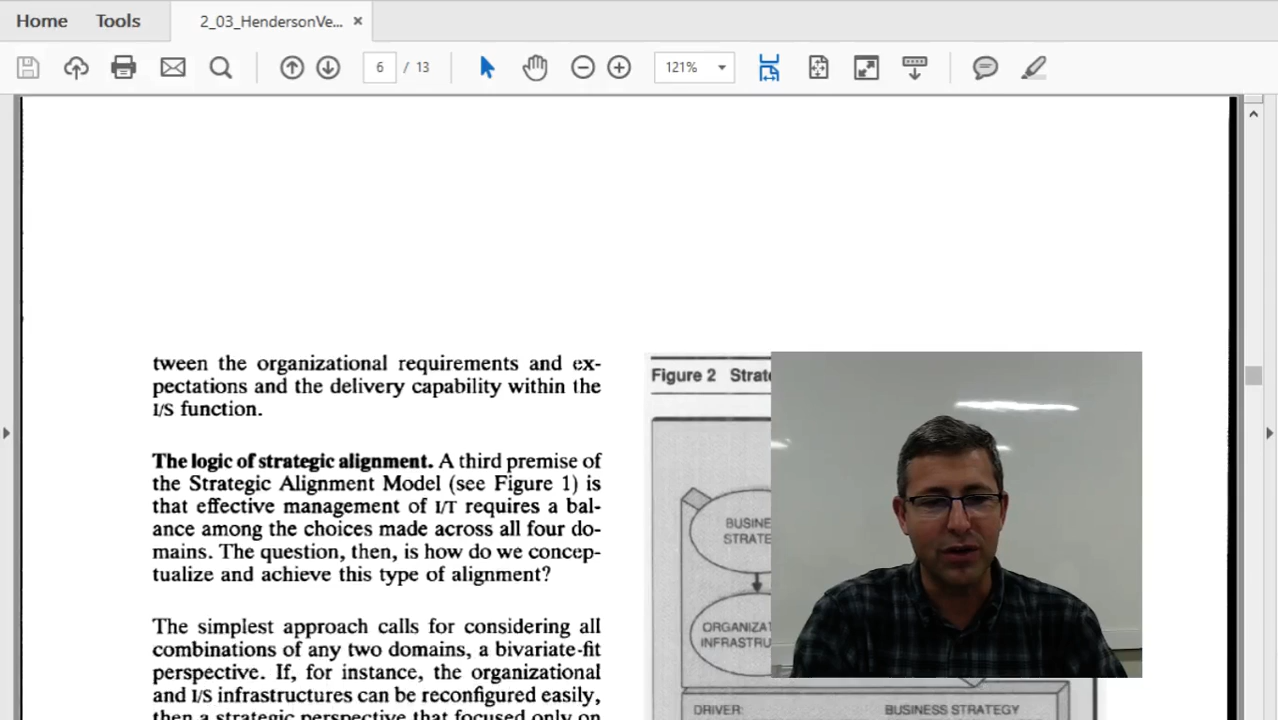 Home Tools 2_03_HendersonVe... ×
6 / 13 121%
tween the organizational requirements and ex-
pectations and the delivery capability within the
I/S function.
The logic of strategic alignment. A third premise of
the Strategic Alignment Model (see Figure 1) is
that effective management of I/T requires a bal-
ance among the choices made across all four do-
mains. The question, then, is how do we concep-
tualize and achieve this type of alignment?
The simplest approach calls for considering all
combinations of any two domains, a bivariate-fit
perspective. If, for instance, the organizational
and I/S infrastructures can be reconfigured easily,
then a strategic perspective that focused only on
Figure 2 Strate
BUSINE
STRATE
ORGANIZAT
INFRASTRU
DRIVER: BUSINESS STRATEGY